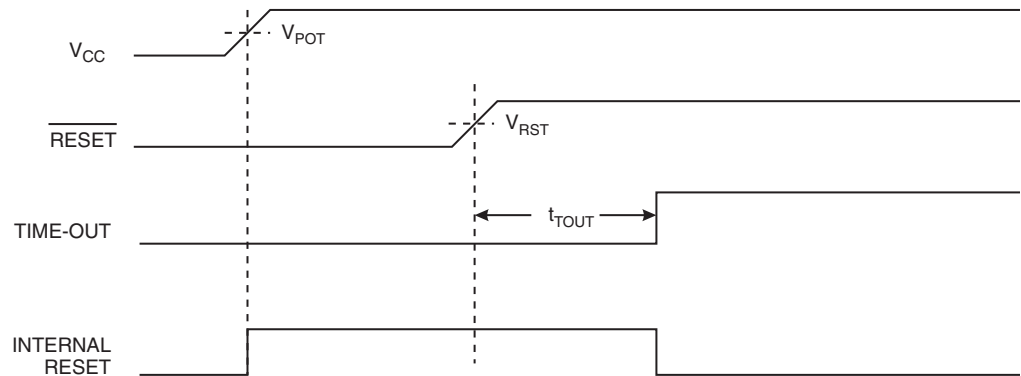 V_CC
V_POT
RESET
V_RST
t_TOUT
TIME-OUT
INTERNAL
RESET